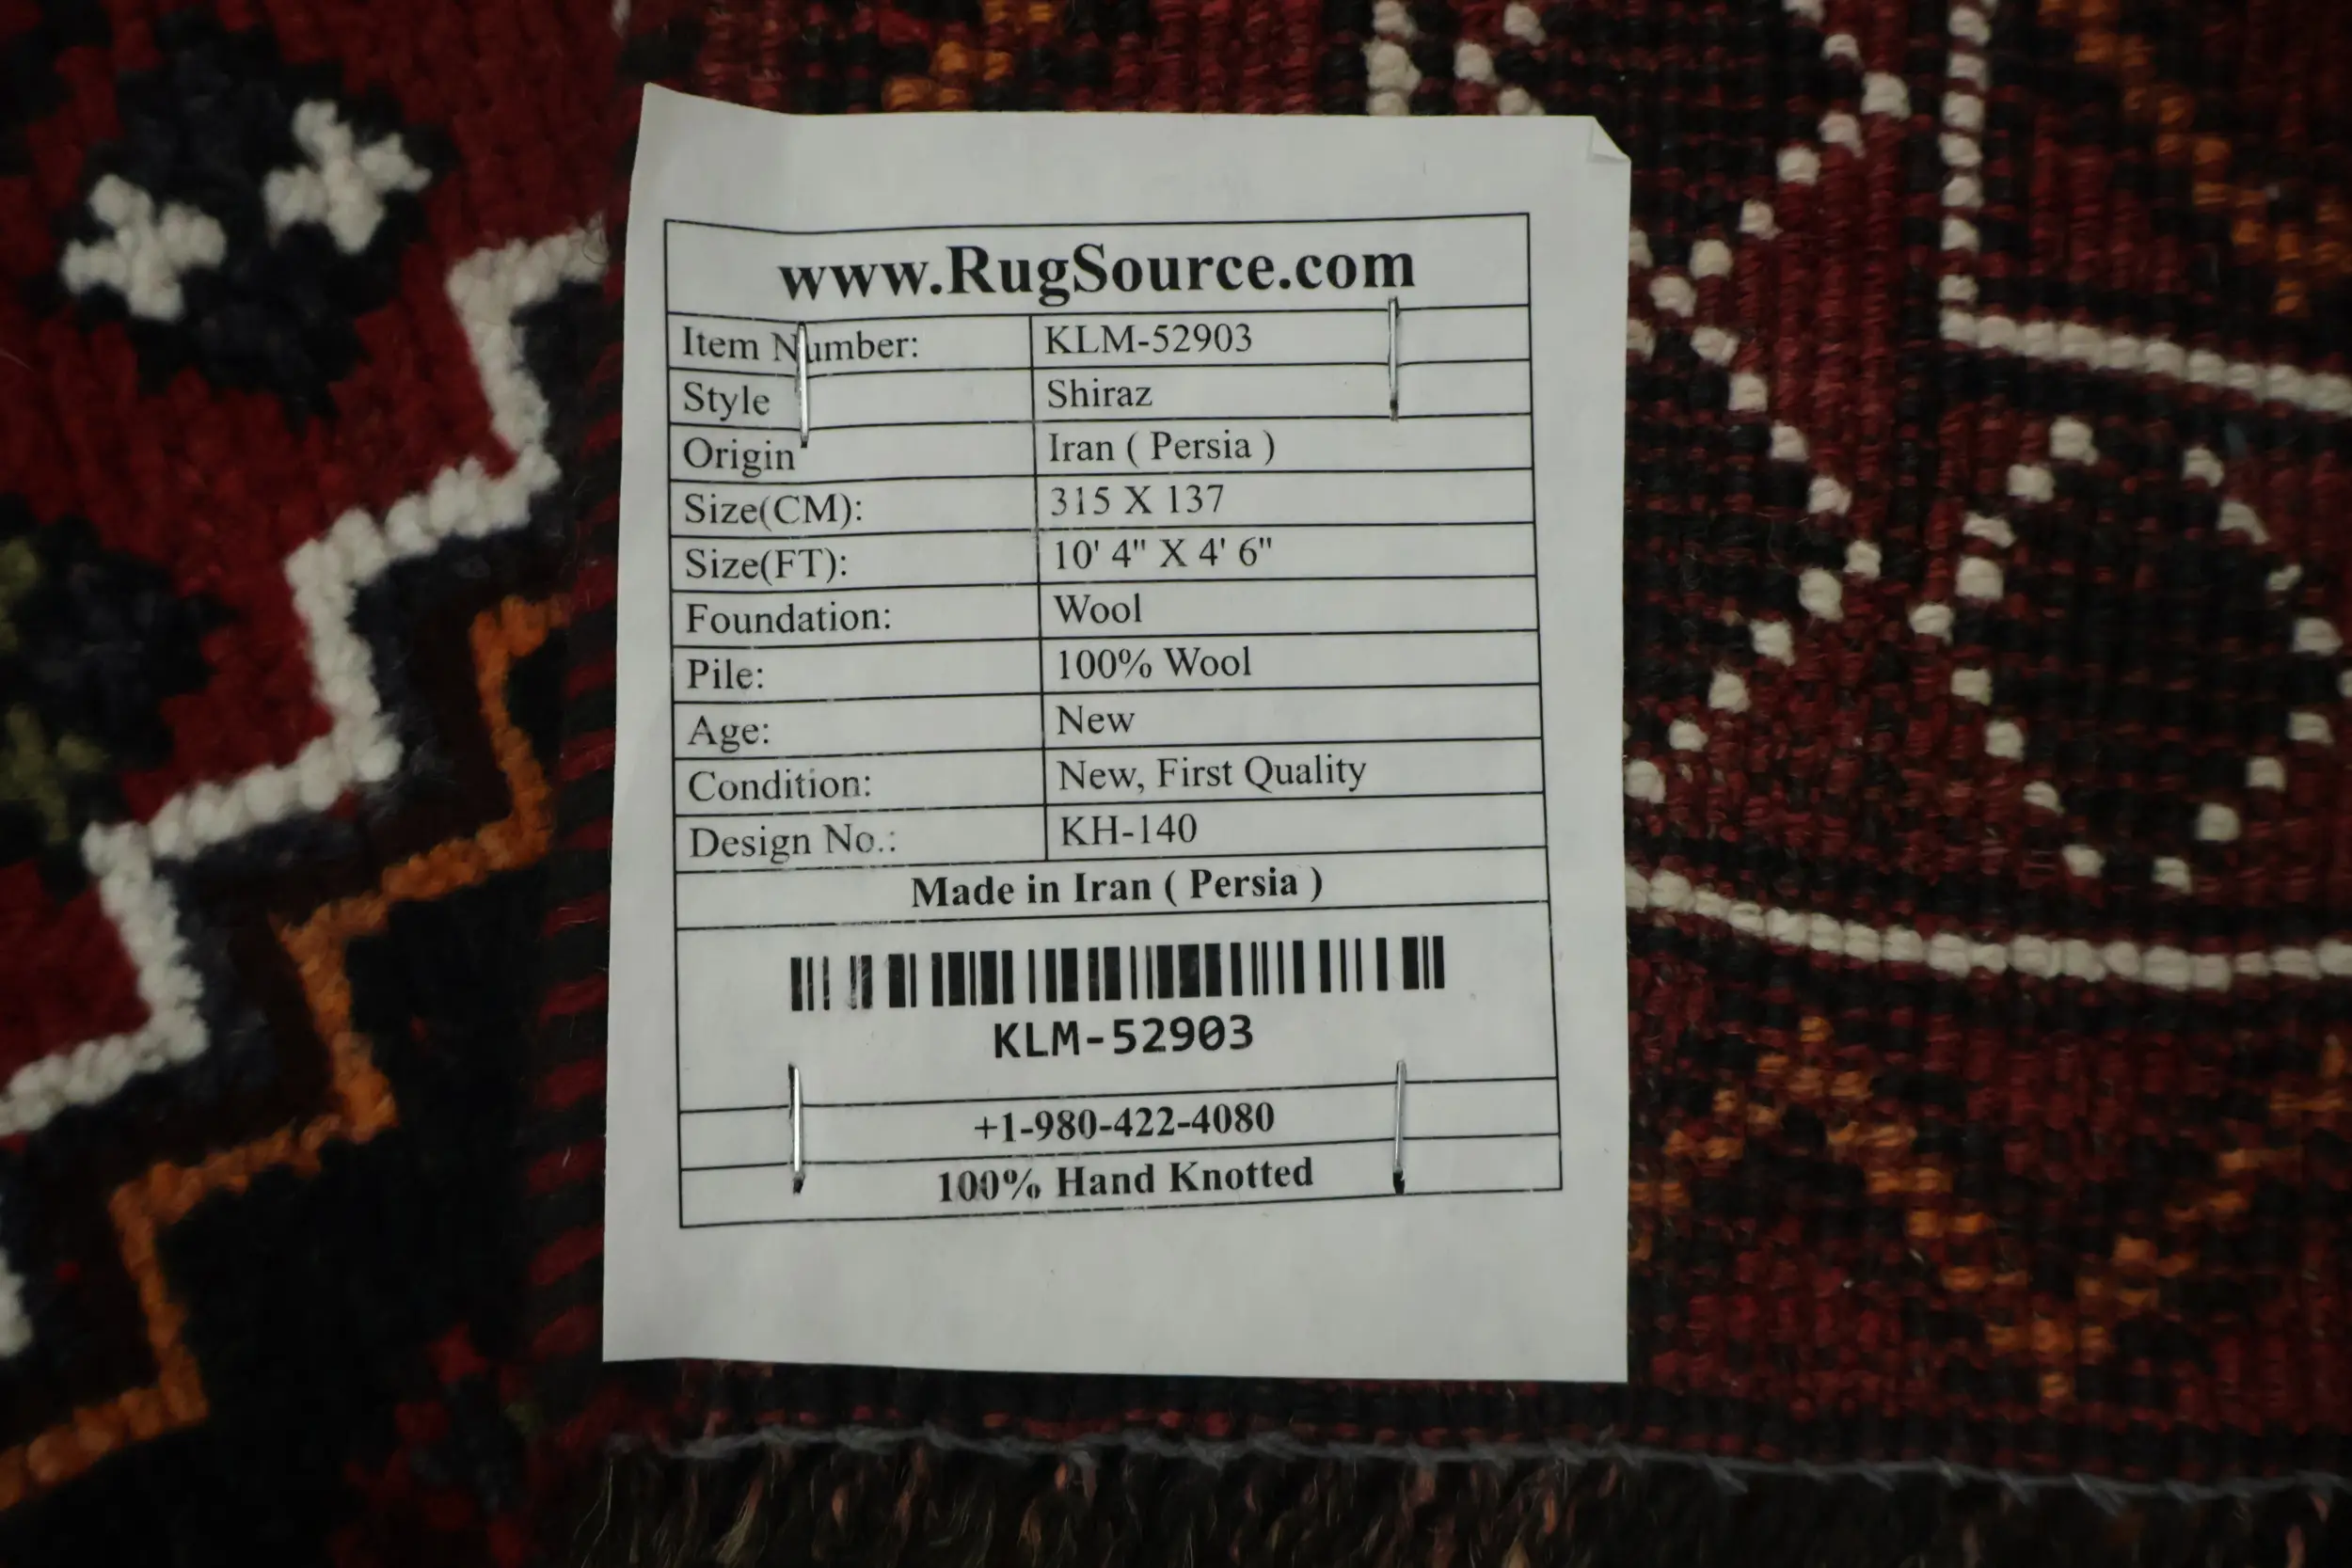 www.RugSource.com
Item Number: KLM-52903
Style Shiraz
Origin Iran ( Persia )
Size(CM): 315 X 137
Size(FT): 10' 4" X 4' 6"
Foundation: Wool
Pile: 100% Wool
Age: New
Condition: New, First Quality
Design No.: KH-140
Made in Iran ( Persia )
KLM-52903
+1-980-422-4080
100% Hand Knotted